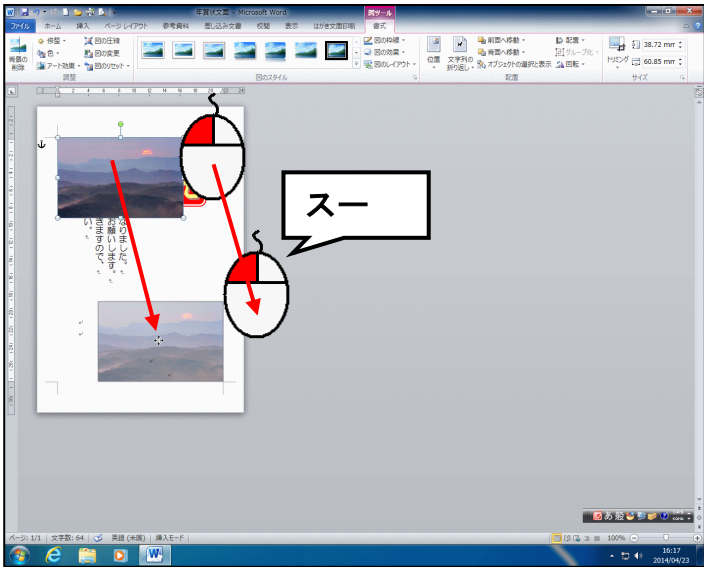 年賀状文面 - Microsoft Word
図ツール
ファイル ホーム 挿入 ページ レイアウト 参考資料 差し込み文書 校閲 表示 はがき文面印刷 書式
背景の
削除
修整
色
アート効果
図の圧縮
図の変更
図のリセット
調整
図のスタイル
図の枠線
図の効果
図のレイアウト
位置
文字列の
折り返し
前面へ移動
背面へ移動
オブジェクトの選択と表示
配置
グループ化
回転
配置
トリミング
38.72 mm
60.85 mm
サイズ
なりました。
お願いします。
きますので、
い。
スー
あ 般
ページ: 1/1 文字数: 64 英語 (米国) 挿入モード
100%
16:17
2014/04/23